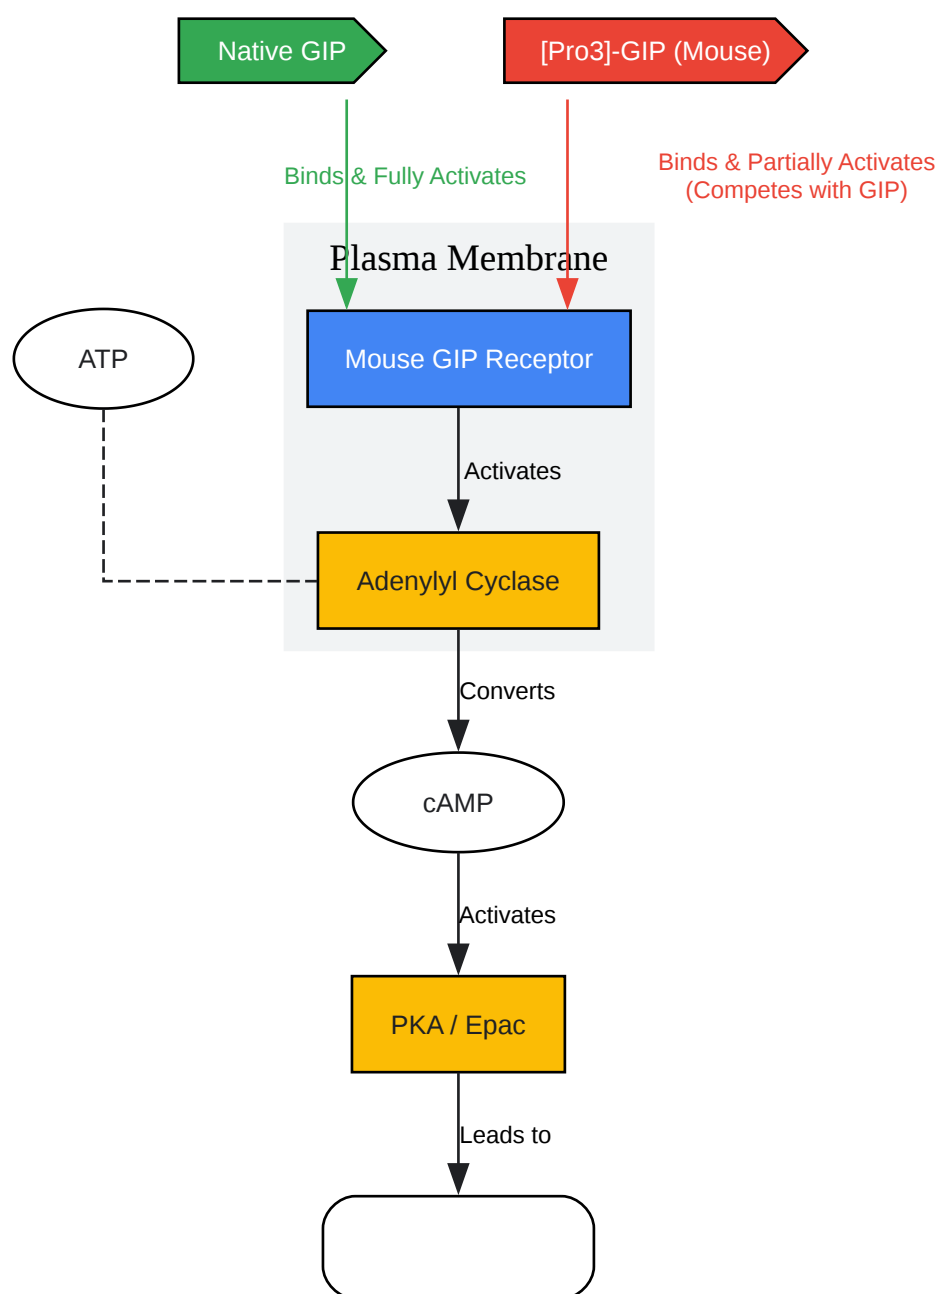 Native GIP
[Pro3]-GIP (Mouse)
Binds & Fully Activates
Binds & Partially Activates
(Competes with GIP)
Plasma Membrane
Mouse GIP Receptor
ATP
Activates
Adenylyl Cyclase
Converts
cAMP
Activates
PKA / Epac
Leads to